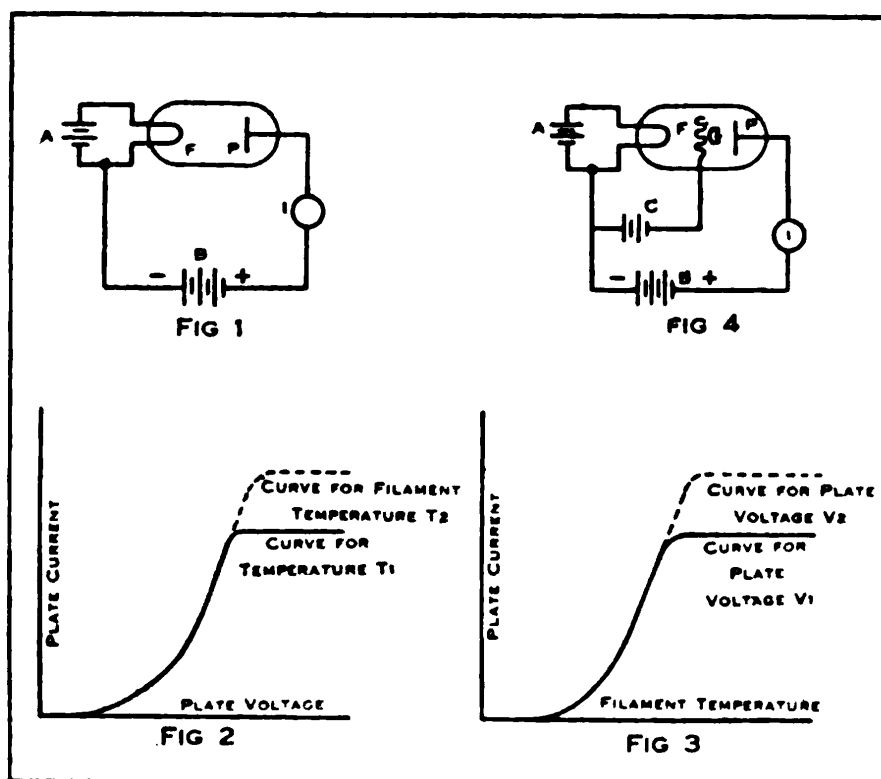 A
F
P
I
B
- +
FIG 1
A
F
G
P
C
I
- B +
FIG 4
PLATE CURRENT
CURVE FOR FILAMENT
TEMPERATURE T2
CURVE FOR
TEMPERATURE T1
PLATE VOLTAGE
FIG 2
PLATE CURRENT
CURVE FOR PLATE
VOLTAGE V2
CURVE FOR
PLATE
VOLTAGE V1
FILAMENT TEMPERATURE
FIG 3